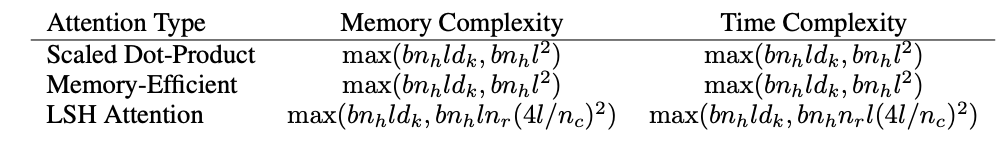 Attention Type Memory Complexity Time Complexity
Scaled Dot-Product max(bn_hld_k, bn_hl^2) max(bn_hld_k, bn_hl^2)
Memory-Efficient max(bn_hld_k, bn_hl^2) max(bn_hld_k, bn_hl^2)
LSH Attention max(bn_hld_k, bn_hln_r(4l/n_c)^2) max(bn_hld_k, bn_hn_rl(4l/n_c)^2)